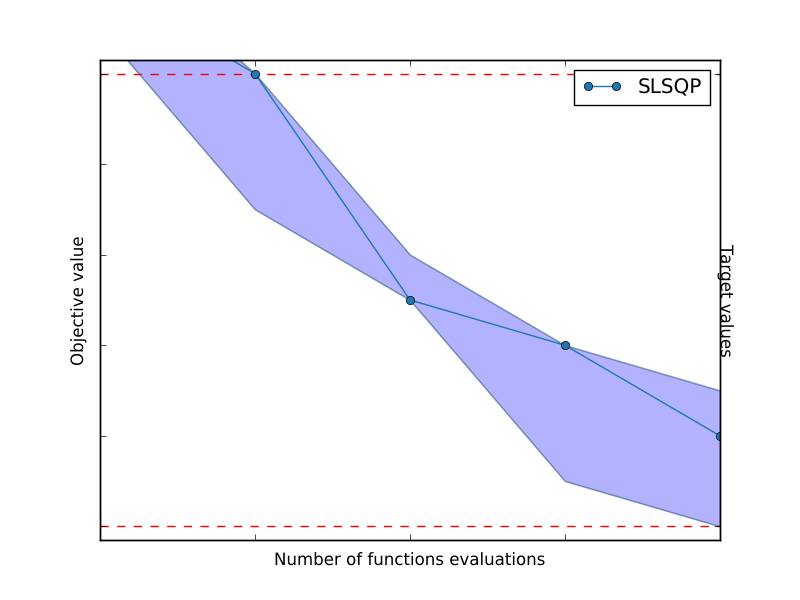 SLSQP
Objective value
Target values
Number of functions evaluations